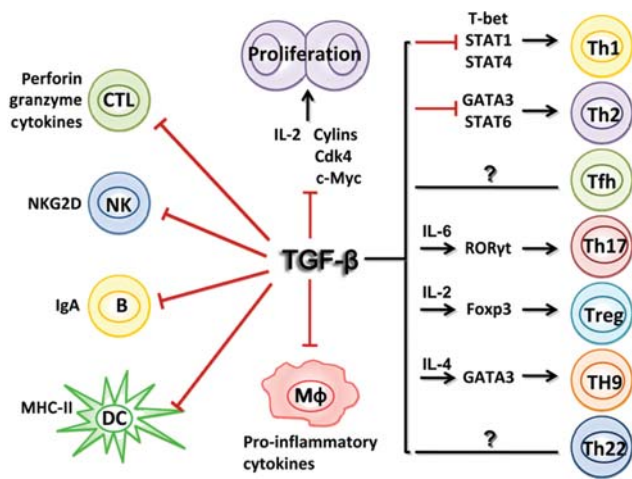 Perforin
granzyme
cytokines
CTL
NKG2D
NK
IgA
B
MHC-II
DC
Proliferation
IL-2
Cylins
Cdk4
c-Myc
TGF-β
Mϕ
Pro-inflammatory
cytokines
T-bet
STAT1
STAT4
Th1
GATA3
STAT6
Th2
?
Tfh
IL-6
RORyt
Th17
IL-2
Foxp3
Treg
IL-4
GATA3
TH9
?
Th22